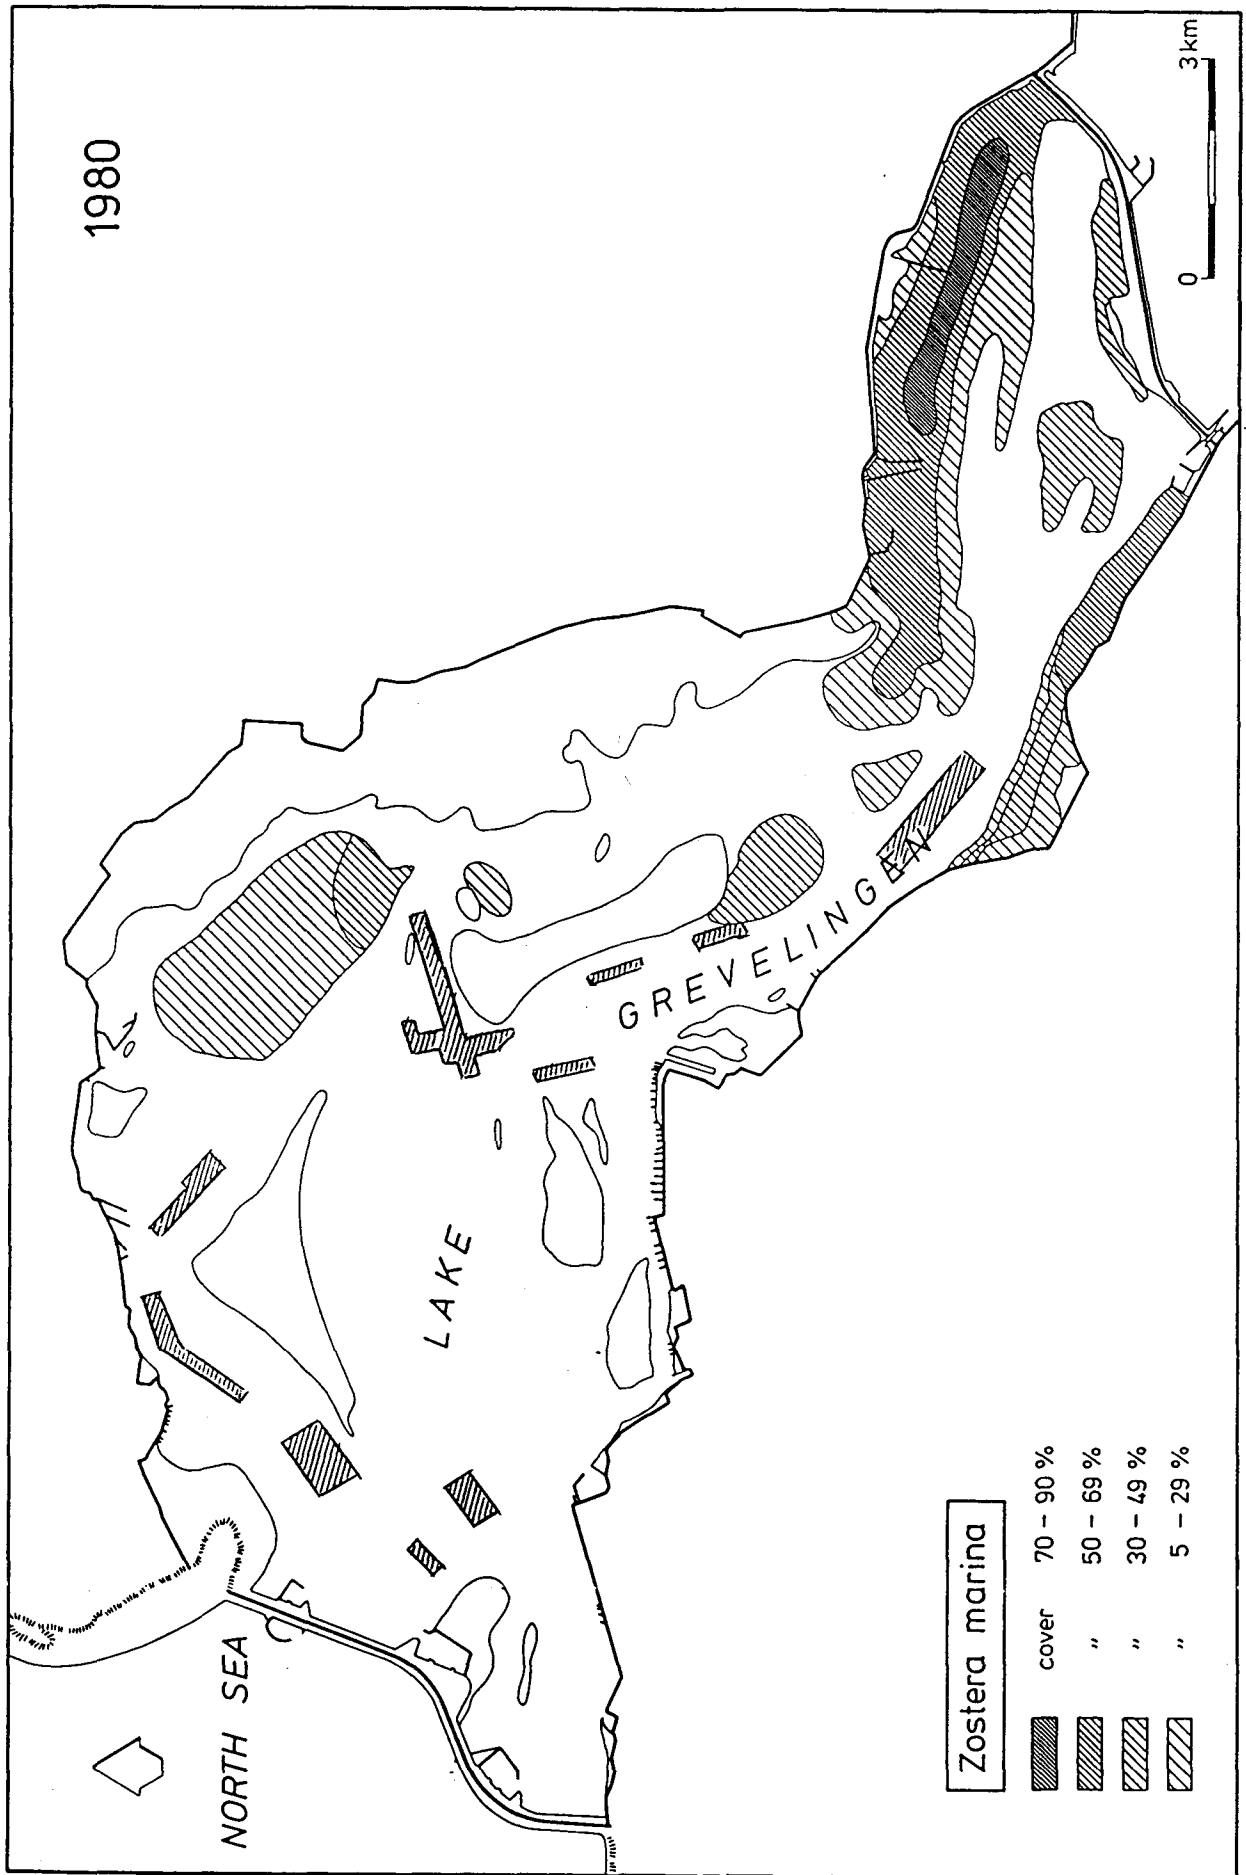 1980
NORTH SEA
LAKE
GREVELINGEN
Zostera marina
cover 70 – 90 %
〃 50 – 69 %
〃 30 – 49 %
〃 5 – 29 %
0 3 km